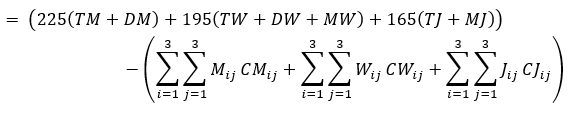 = (225(TM + DM) + 195(TW + DW + MW) + 165(TJ + MJ))
− (∑_{i=1}^{3} ∑_{j=1}^{3} M_{ij} CM_{ij} + ∑_{i=1}^{3} ∑_{j=1}^{3} W_{ij} CW_{ij} + ∑_{i=1}^{3} ∑_{j=1}^{3} J_{ij} CJ_{ij})